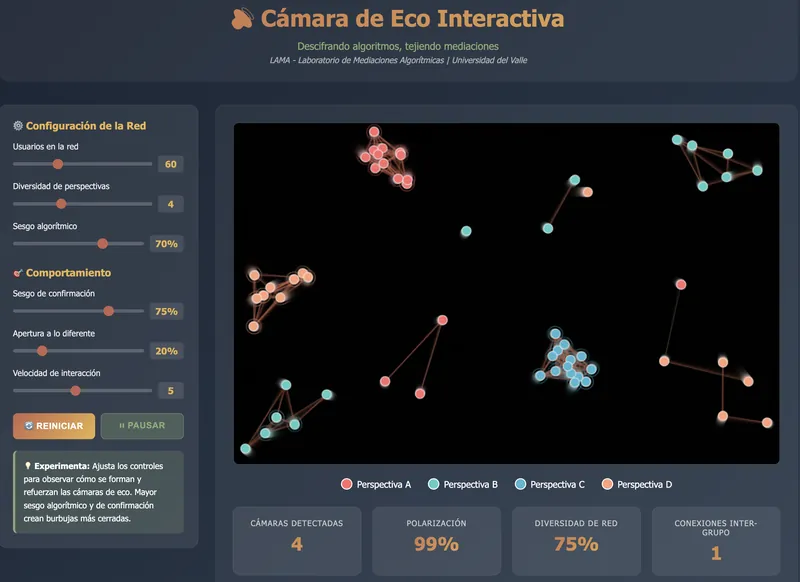 Cámara de Eco Interactiva
Descifrando algoritmos, tejiendo mediaciones
LAMA - Laboratorio de Mediaciones Algorítmicas | Universidad del Valle
Configuración de la Red
Usuarios en la red
60
Diversidad de perspectivas
4
Sesgo algorítmico
70%
Comportamiento
Sesgo de confirmación
75%
Apertura a lo diferente
20%
Velocidad de interacción
5
REINICIAR
PAUSAR
Experimenta: Ajusta los controles
para observar cómo se forman y
refuerzan las cámaras de eco. Mayor
sesgo algorítmico y de confirmación
crean burbujas más cerradas.
Perspectiva A
Perspectiva B
Perspectiva C
Perspectiva D
CÁMARAS DETECTADAS
4
POLARIZACIÓN
99%
DIVERSIDAD DE RED
75%
CONEXIONES INTER-
GRUPO
1